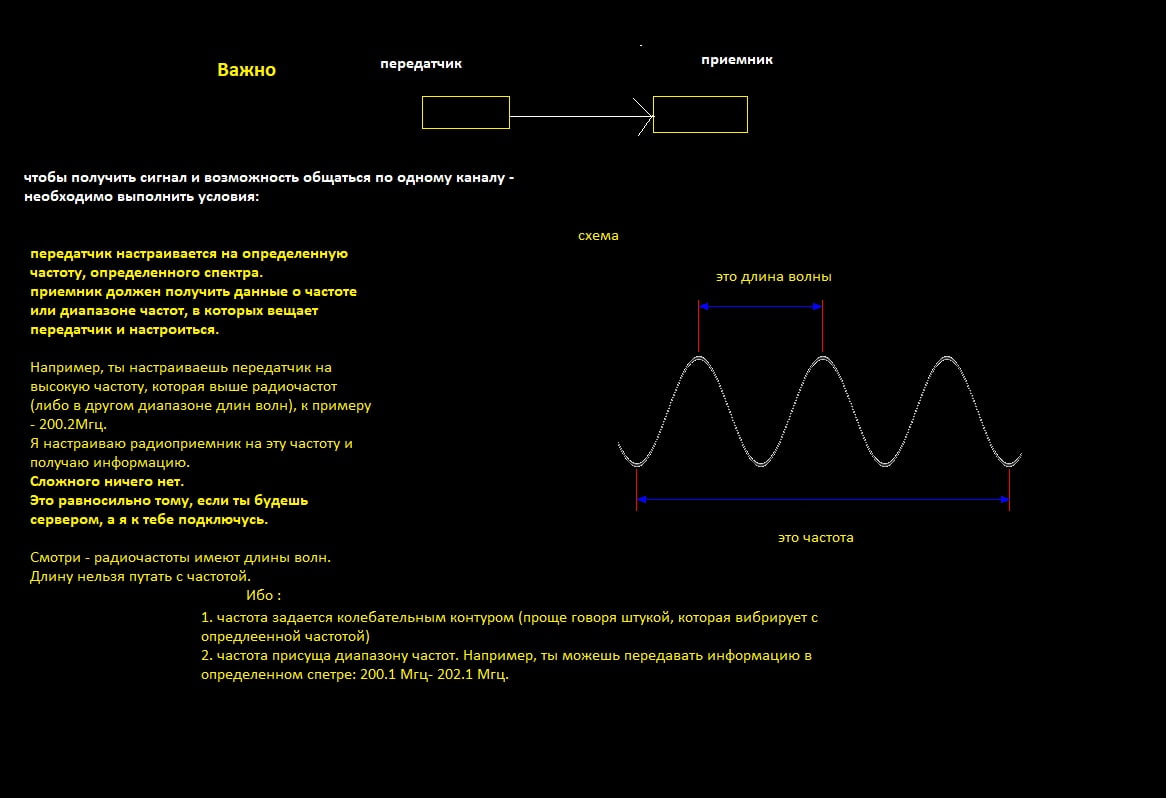 Важно
передатчик
приемник
чтобы получить сигнал и возможность общаться по одному каналу -
необходимо выполнить условия:
схема
передатчик настраивается на определенную
частоту, определенного спектра.
приемник должен получить данные о частоте
или диапазоне частот, в которых вещает
передатчик и настроиться.
это длина волны
Например, ты настраиваешь передатчик на
высокую частоту, которая выше радиочастот
(либо в другом диапазоне длин волн), к примеру
- 200.2Мгц.
Я настраиваю радиоприемник на эту частоту и
получаю информацию.
Сложного ничего нет.
Это равносильно тому, если ты будешь
сервером, а я к тебе подключусь.
это частота
Смотри - радиочастоты имеют длины волн.
Длину нельзя путать с частотой.
Ибо :
1. частота задается колебательным контуром (проще говоря штукой, которая вибрирует с
опредлеенной частотой)
2. частота присуща диапазону частот. Например, ты можешь передавать информацию в
определенном спетре: 200.1 Мгц- 202.1 Мгц.